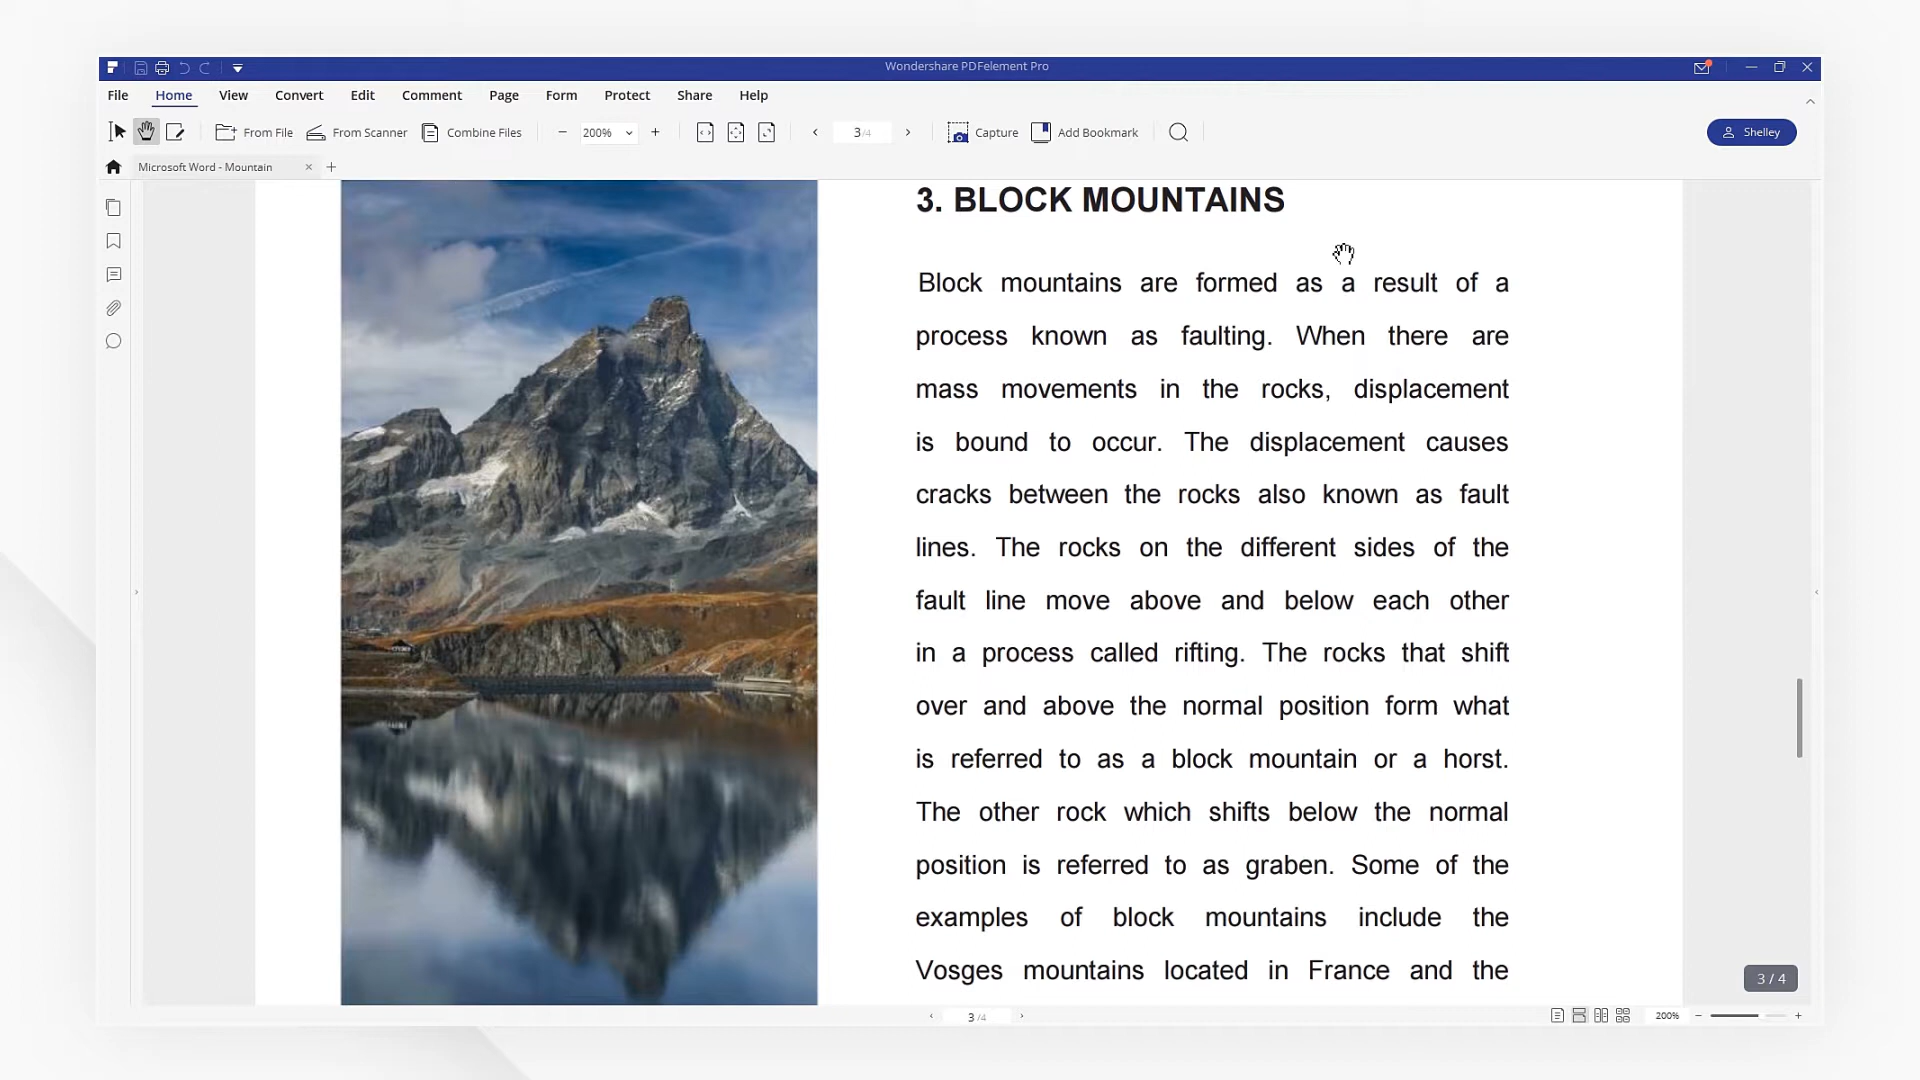 Wondershare PDFelement Pro
File Home View Convert Edit Comment Page Form Protect Share Help
From File From Scanner Combine Files 200% 3/4 Capture Add Bookmark Shelley
Microsoft Word - Mountain
3. BLOCK MOUNTAINS
Block mountains are formed as a result of a
process known as faulting. When there are
mass movements in the rocks, displacement
is bound to occur. The displacement causes
cracks between the rocks also known as fault
lines. The rocks on the different sides of the
fault line move above and below each other
in a process called rifting. The rocks that shift
over and above the normal position form what
is referred to as a block mountain or a horst.
The other rock which shifts below the normal
position is referred to as graben. Some of the
examples of block mountains include the
Vosges mountains located in France and the
3 / 4
3 /4 200%